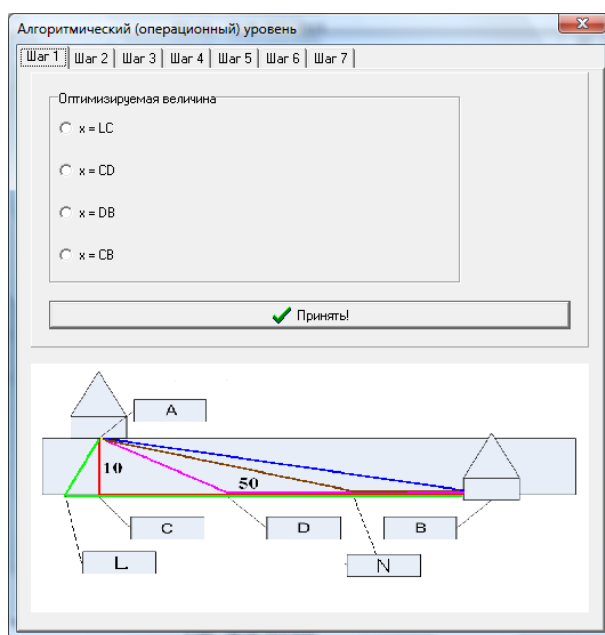 Алгоритмический (операционный) уровень
Шаг 1 Шаг 2 Шаг 3 Шаг 4 Шаг 5 Шаг 6 Шаг 7
Оптимизируемая величина
x = LC
x = CD
x = DB
x = CB
Принять!
A
10
50
C D B
L N